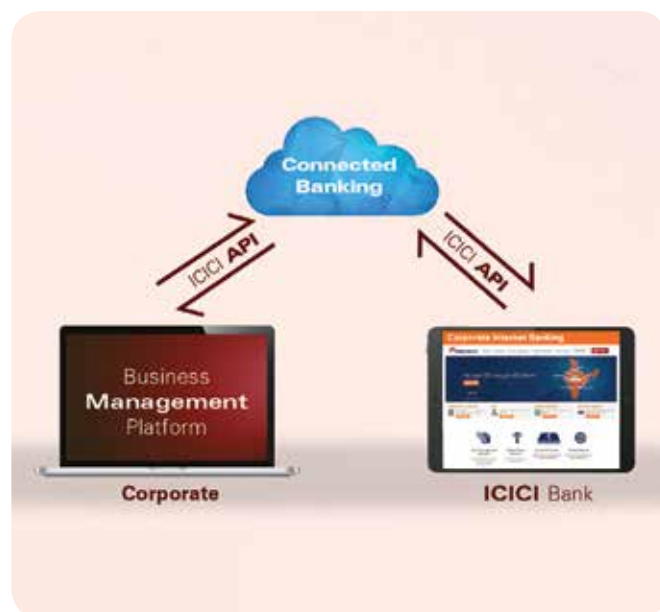 Connected
Banking
ICICI API
ICICI API
Business
Management
Platform
Corporate Internet Banking
Corporate
ICICI Bank